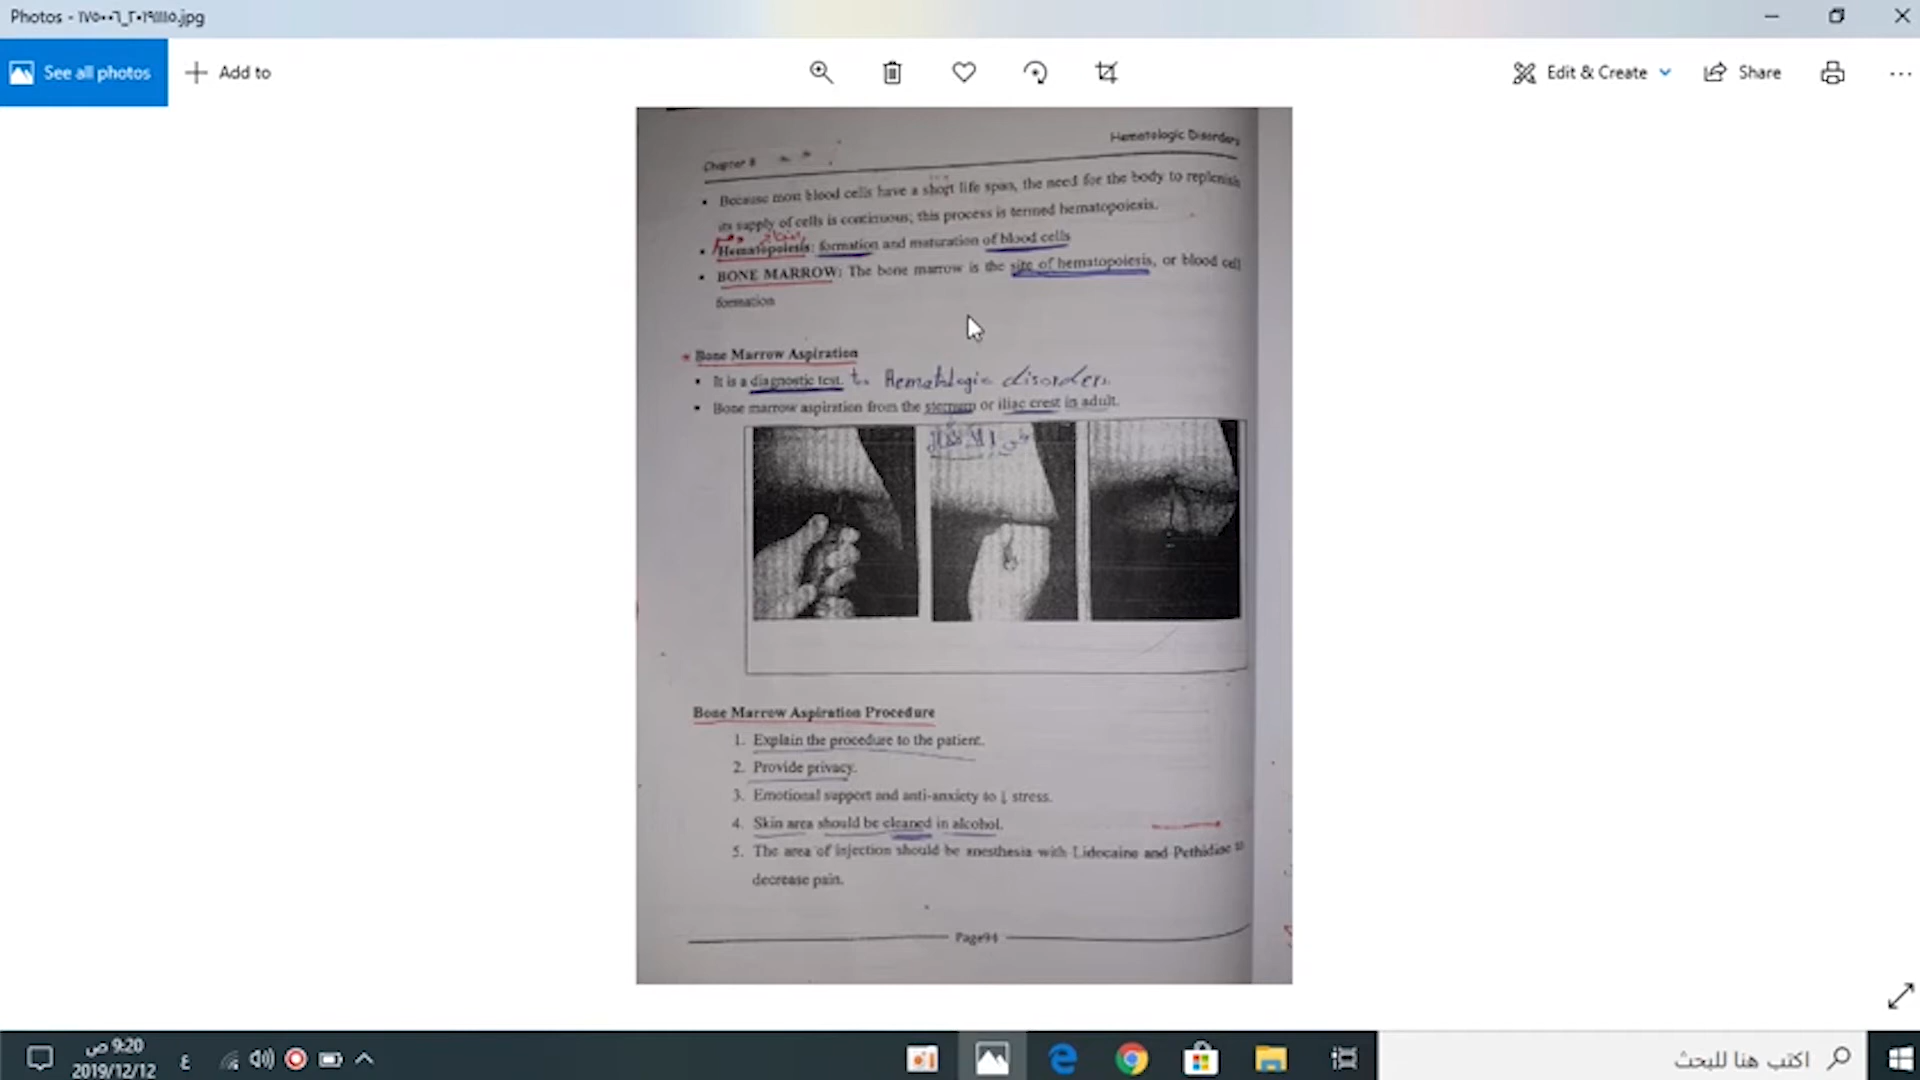 Photos - ٢٠١٩١١١٥_١٧٥٠٠٦.jpg
See all photos
Add to
Edit & Create
Share
Hematologic Disorders
Chapter 8
Because most blood cells have a short life span, the need for the body to replenish
its supply of cells is continuous; this process is termed hematopoiesis.
Hematopoiesis: formation and maturation of blood cells
BONE MARROW: The bone marrow is the site of hematopoiesis, or blood cell
formation
* Bone Marrow Aspiration
It is a diagnostic test. to Hematologic disorders.
Bone marrow aspiration from the sternum or iliac crest in adult.
Bone Marrow Aspiration Procedure
1. Explain the procedure to the patient.
2. Provide privacy.
3. Emotional support and anti-anxiety to ↓ stress.
4. Skin area should be cleaned in alcohol.
5. The area of injection should be anesthesia with Lidocaine and Pethidine to
decrease pain.
Page94
9:20 ص
2019/12/12
ع
اكتب هنا للبحث